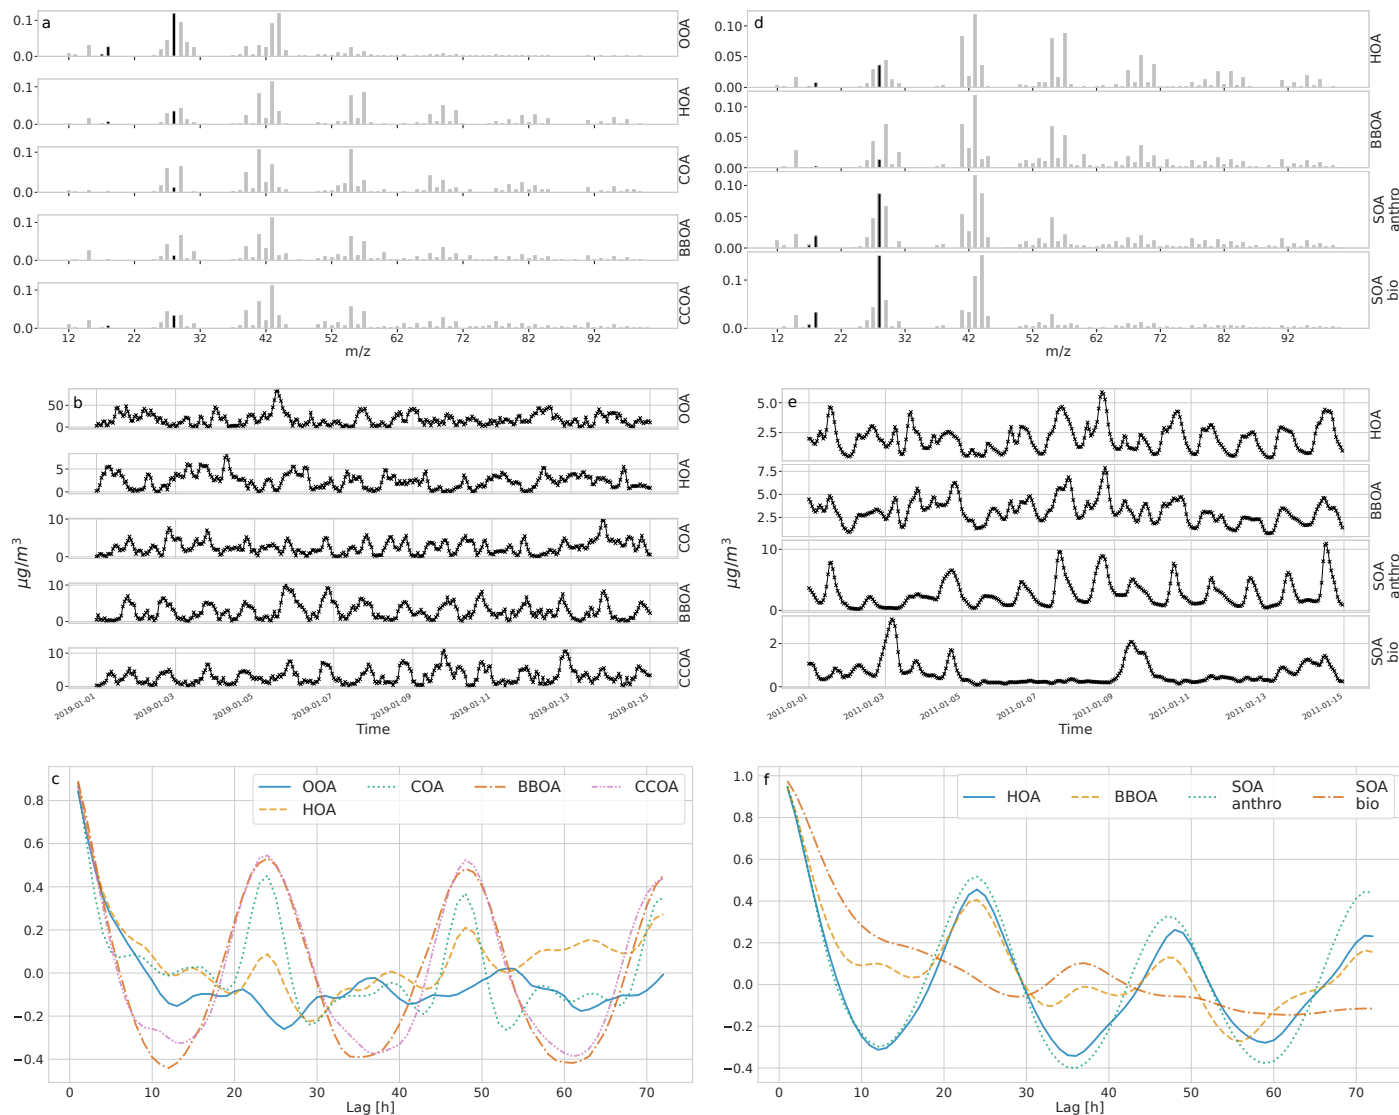 a
0.1
0.0
OOA
0.1
0.0
HOA
0.1
0.0
COA
0.1
0.0
BBOA
0.1
0.0
CCOA
12 22 32 42 52 62 72 82 92
m/z
d
0.10
0.05
0.00
HOA
0.10
0.05
0.00
BBOA
0.10
0.05
0.00
SOA
anthro
0.1
0.0
SOA
bio
12 22 32 42 52 62 72 82 92
m/z
b
50
0
OOA
5
0
HOA
10
0
COA
10
0
BBOA
10
0
CCOA
μg/m³
2019-01-01 2019-01-03 2019-01-05 2019-01-07 2019-01-09 2019-01-11 2019-01-13 2019-01-15
Time
e
5.0
2.5
HOA
7.5
5.0
2.5
BBOA
10
0
SOA
anthro
2
0
SOA
bio
μg/m³
2011-01-01 2011-01-03 2011-01-05 2011-01-07 2011-01-09 2011-01-11 2011-01-13 2011-01-15
Time
c
OOA COA BBOA CCOA
HOA
0.8
0.6
0.4
0.2
0.0
−0.2
−0.4
0 10 20 30 40 50 60 70
Lag [h]
f
HOA BBOA SOA anthro SOA bio
1.0
0.8
0.6
0.4
0.2
0.0
−0.2
−0.4
0 10 20 30 40 50 60 70
Lag [h]